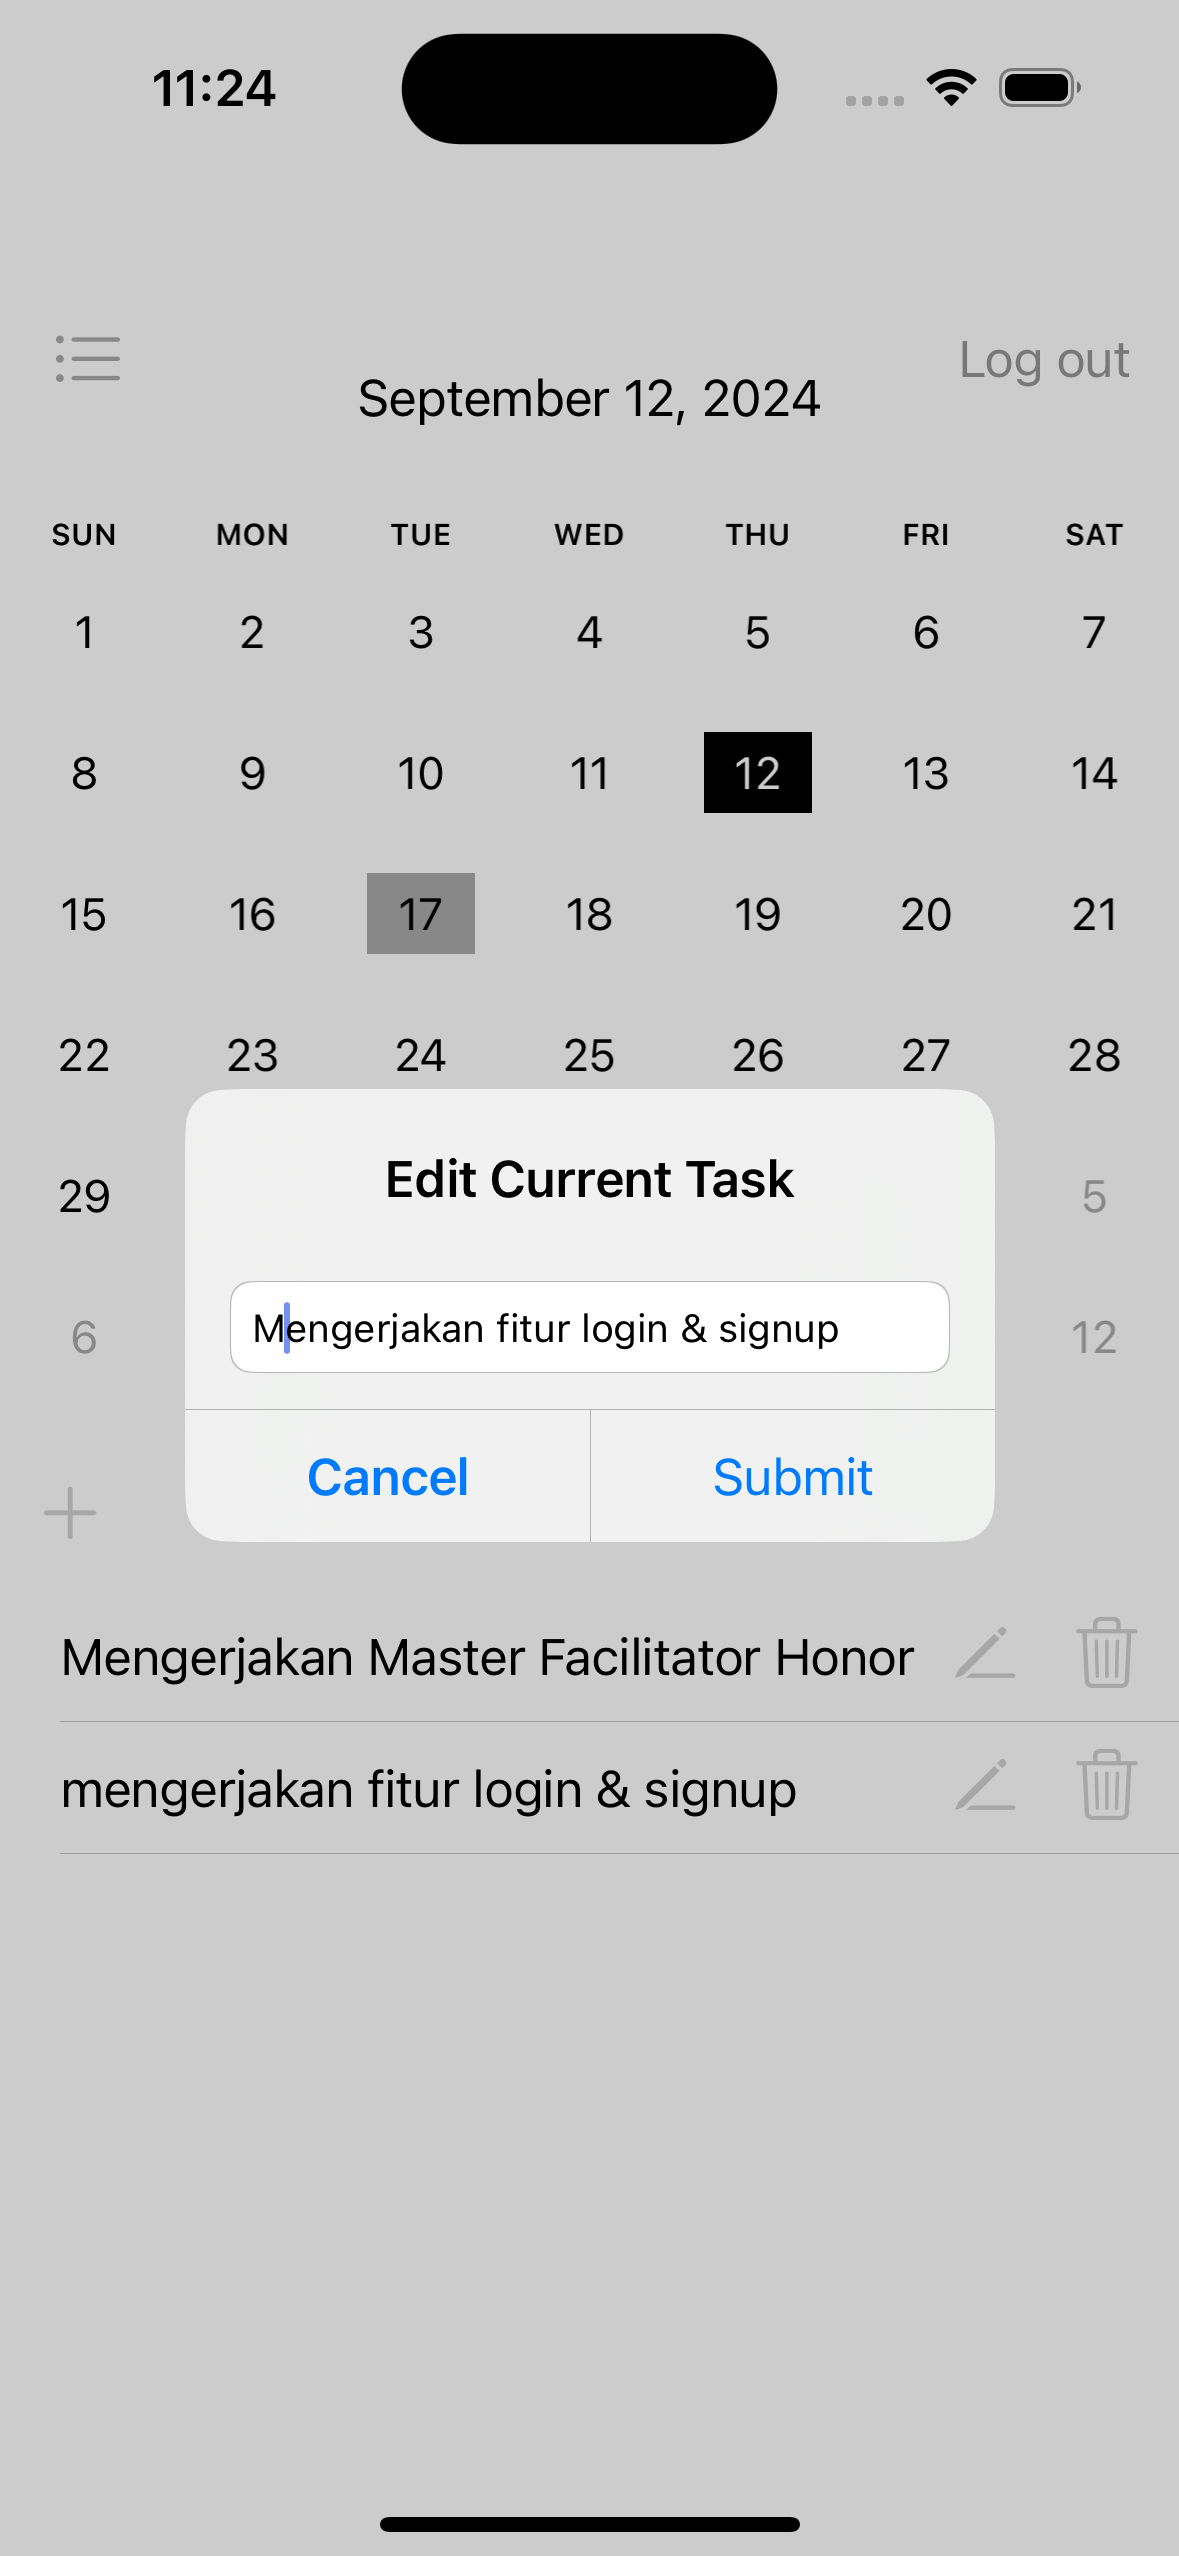 11:24
Log out
September 12, 2024
SUN MON TUE WED THU FRI SAT
1 2 3 4 5 6 7
8 9 10 11 12 13 14
15 16 17 18 19 20 21
22 23 24 25 26 27 28
29 5
6 12
Edit Current Task
Mengerjakan fitur login & signup
Cancel Submit
Mengerjakan Master Facilitator Honor
mengerjakan fitur login & signup